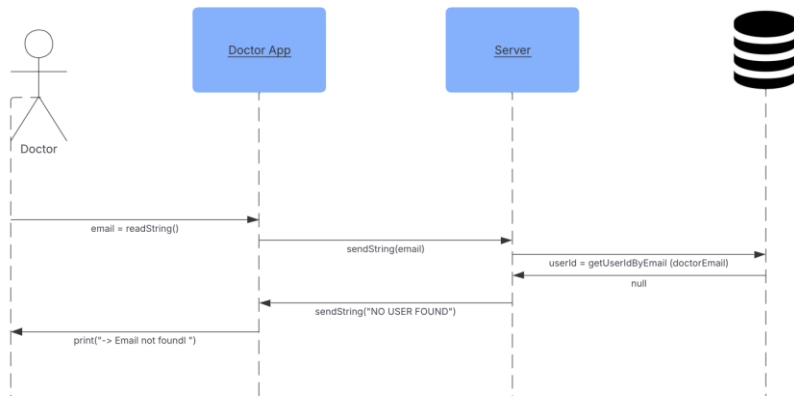 Doctor App
Server
Doctor
email = readString()
sendString(email)
userId = getUserIdByEmail (doctorEmail)
null
sendString("NO USER FOUND")
print("-> Email not found! ")